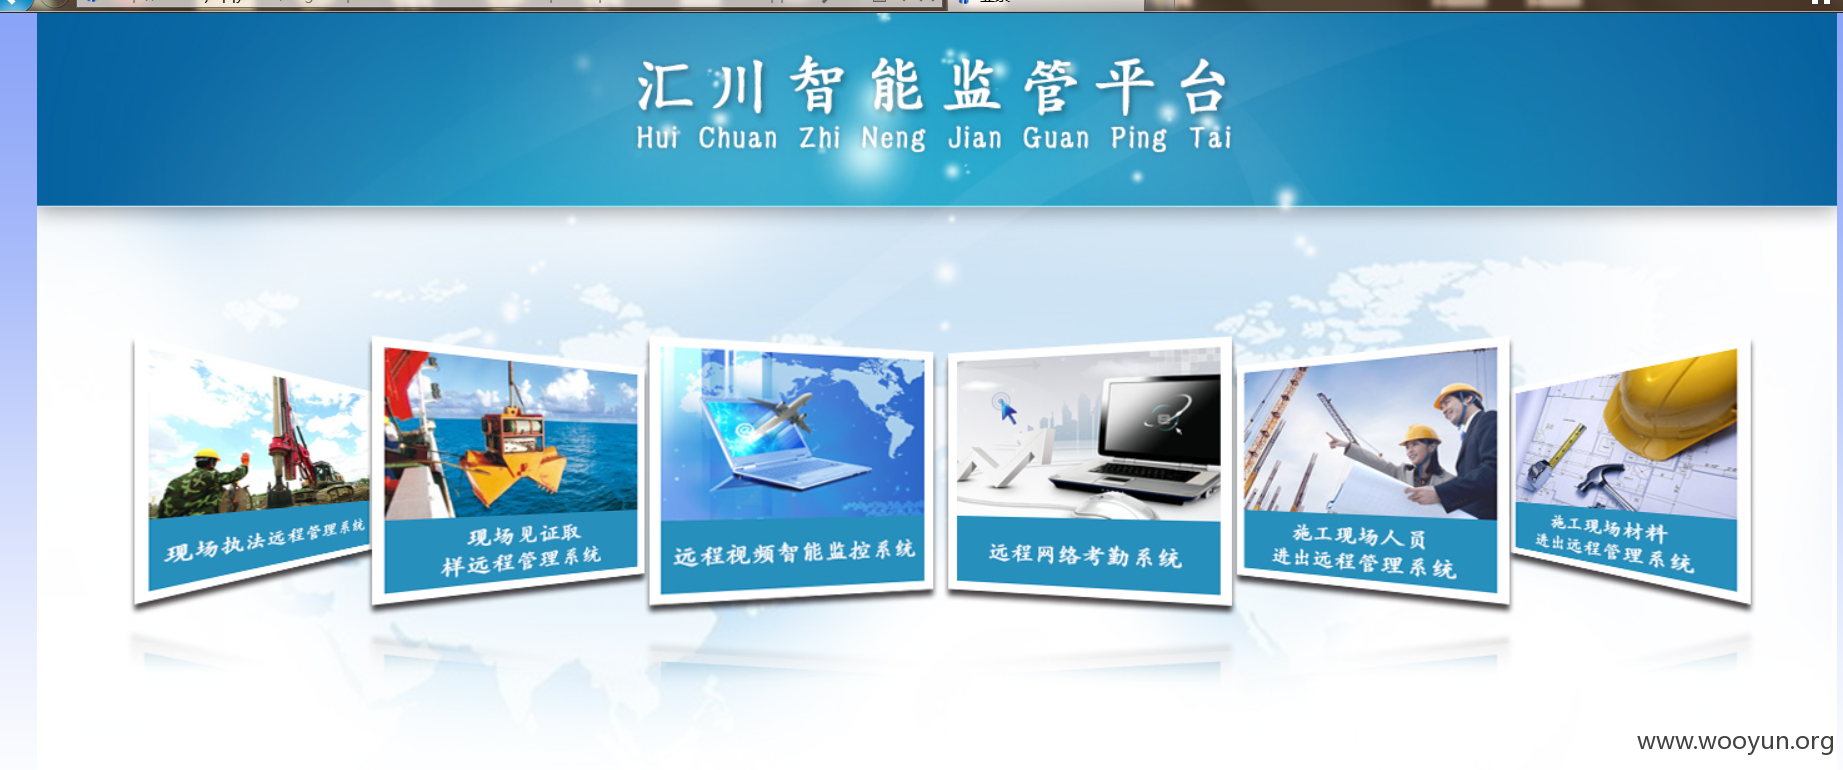 汇川智能监管平台
Hui Chuan Zhi Neng Jian Guan Ping Tai
现场执法远程管理系统
现场见证取
样远程管理系统
远程视频智能监控系统
远程网络考勤系统
施工现场人员
进出远程管理系统
施工现场材料
进出远程管理系统
www.wooyun.org